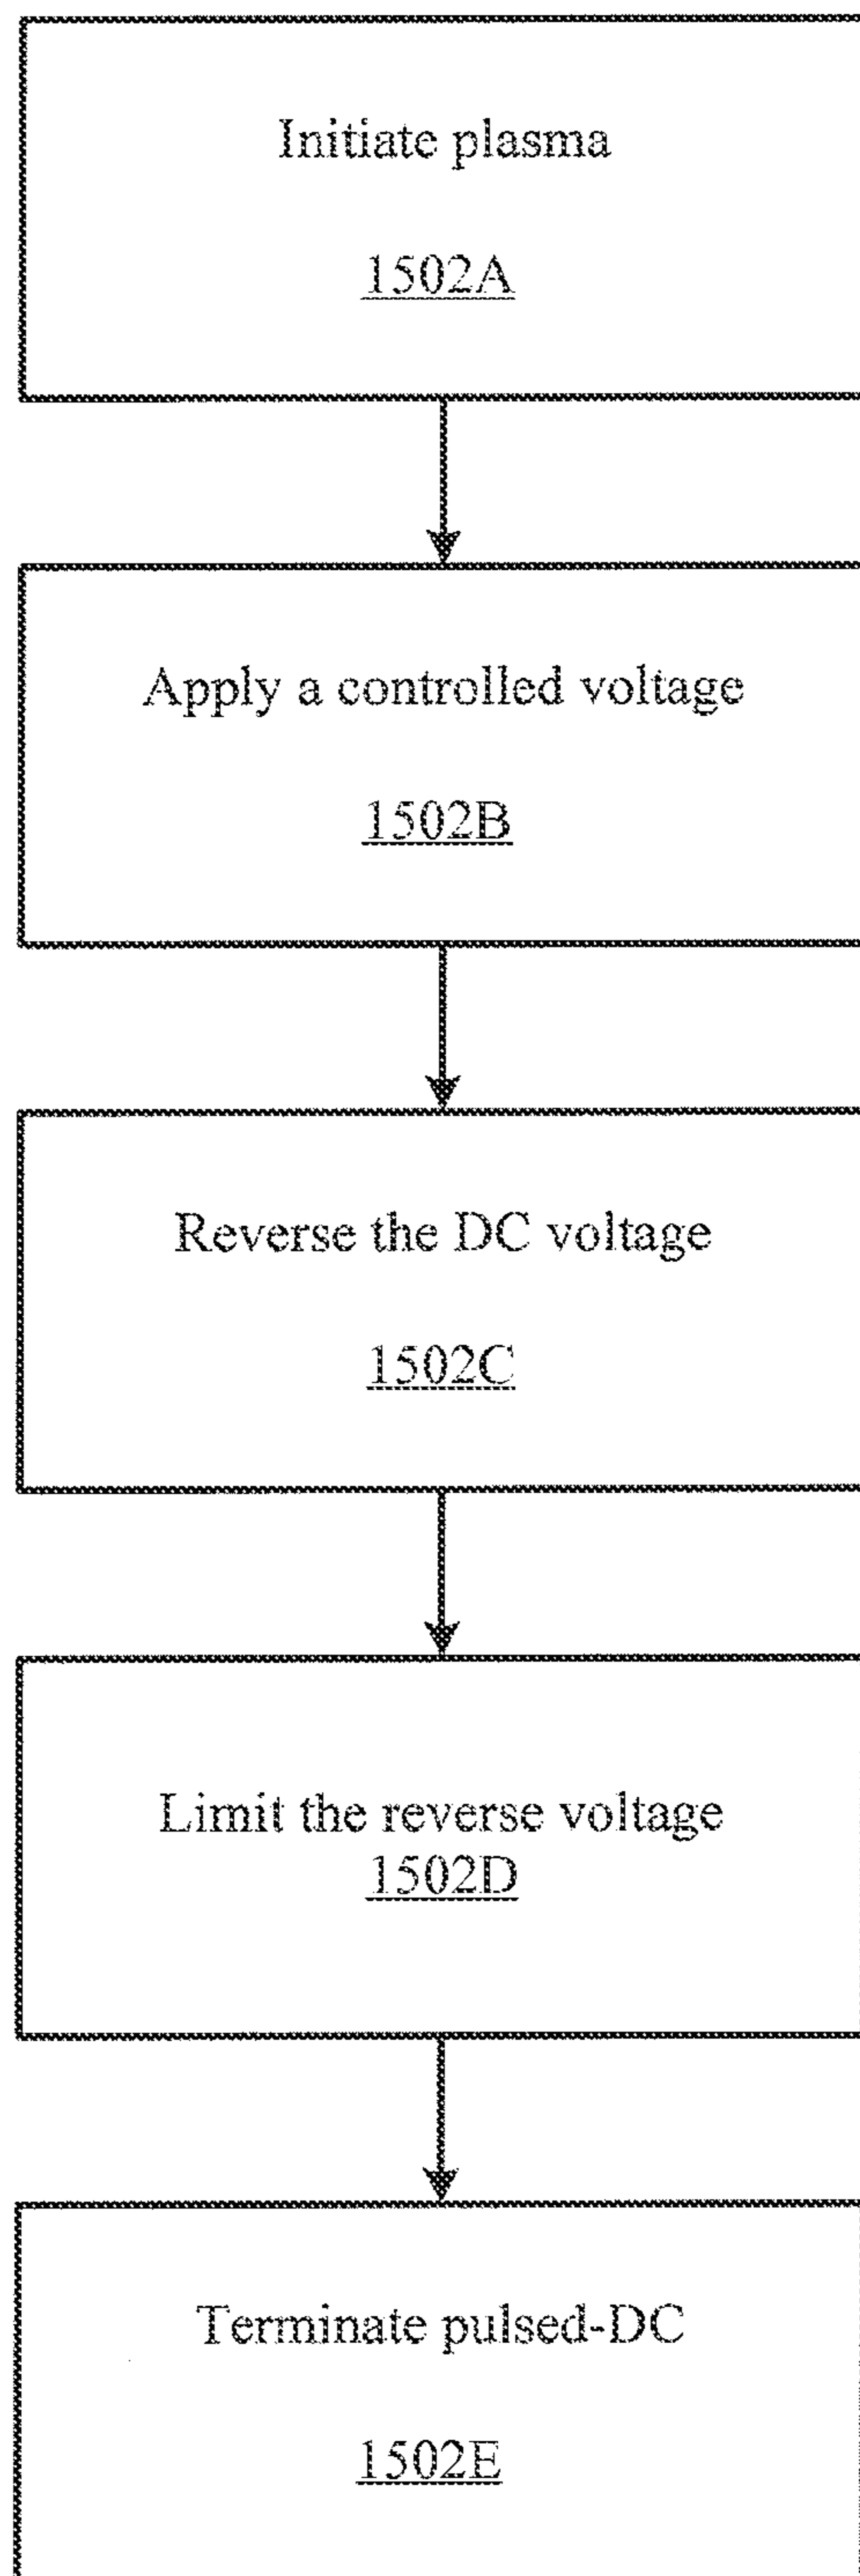 Initiate plasma
1502A
Apply a controlled voltage
1502B
Reverse the DC voltage
1502C
Limit the reverse voltage
1502D
Terminate pulsed-DC
1502E